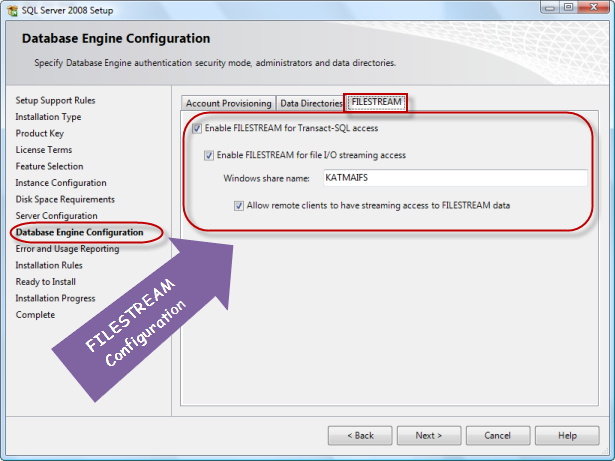 SQL Server 2008 Setup
Database Engine Configuration
Specify Database Engine authentication security mode, administrators and data directories.
Setup Support Rules
Installation Type
Product Key
License Terms
Feature Selection
Instance Configuration
Disk Space Requirements
Server Configuration
Database Engine Configuration
Error and Usage Reporting
Installation Rules
Ready to Install
Installation Progress
Complete
Account Provisioning Data Directories FILESTREAM
Enable FILESTREAM for Transact-SQL access
Enable FILESTREAM for file I/O streaming access
Windows share name: KATMAIFS
Allow remote clients to have streaming access to FILESTREAM data
FILESTREAM
Configuration
< Back Next > Cancel Help